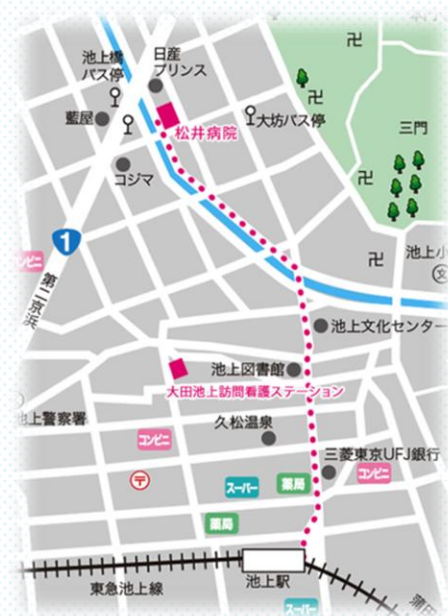 池上橋
バス停
日産
プリンス
藍屋
松井病院
大坊バス停
三門
コジマ
1
コンビニ
第二京浜
池上小
文
池上文化センター
池上図書館
大田池上訪問看護ステーション
池上警察署
久松温泉
コンビニ
三菱東京UFJ銀行
コンビニ
スーパー
薬局
薬局
東急池上線
池上駅
スーパー